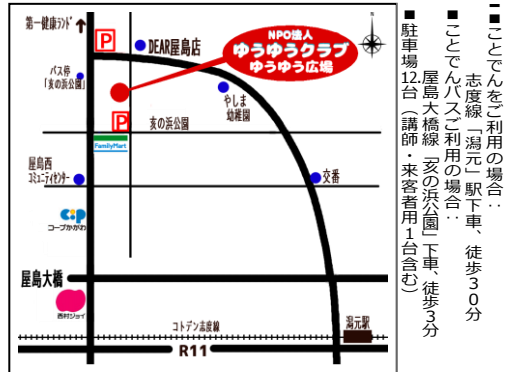 第一健康ランド
P
DEAR屋島店
NPO法人
ゆうゆうクラブ
ゆうゆう広場
バス停
「亥の浜公園」
やしま
幼稚園
P
亥の浜公園
FamilyMart
屋島西
コミュニティセンター
交番
cip
コープかがわ
屋島大橋
西村ジョイ
コトデン志度線
潟元駅
R11
■ことでんをご利用の場合：
志度線「潟元」駅下車、徒歩30分
■ことでんバスご利用の場合：
屋島大橋線「亥の浜公園」下車、徒歩3分
■駐車場12台（講師・来客者用1台含む）